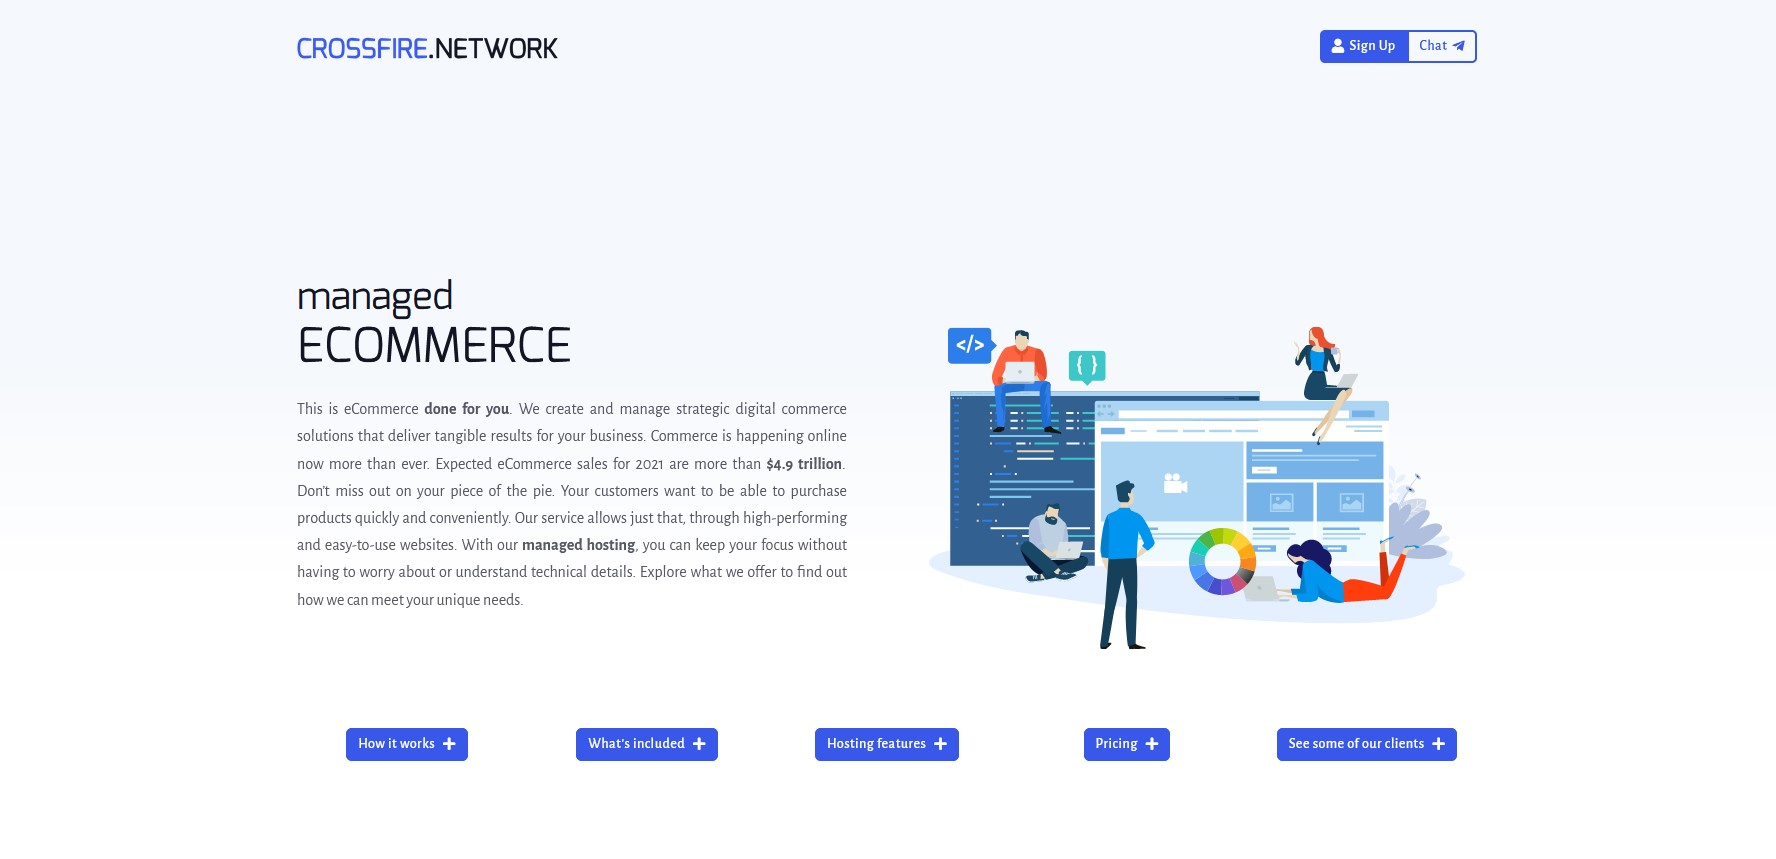 CROSSFIRE.NETWORK
Sign Up
Chat
managed
ECOMMERCE
</>
{ }
This is eCommerce done for you. We create and manage strategic digital commerce
solutions that deliver tangible results for your business. Commerce is happening online
now more than ever. Expected eCommerce sales for 2021 are more than $4.9 trillion.
Don't miss out on your piece of the pie. Your customers want to be able to purchase
products quickly and conveniently. Our service allows just that, through high-performing
and easy-to-use websites. With our managed hosting, you can keep your focus without
having to worry about or understand technical details. Explore what we offer to find out
how we can meet your unique needs.
How it works +
What's included +
Hosting features +
Pricing +
See some of our clients +